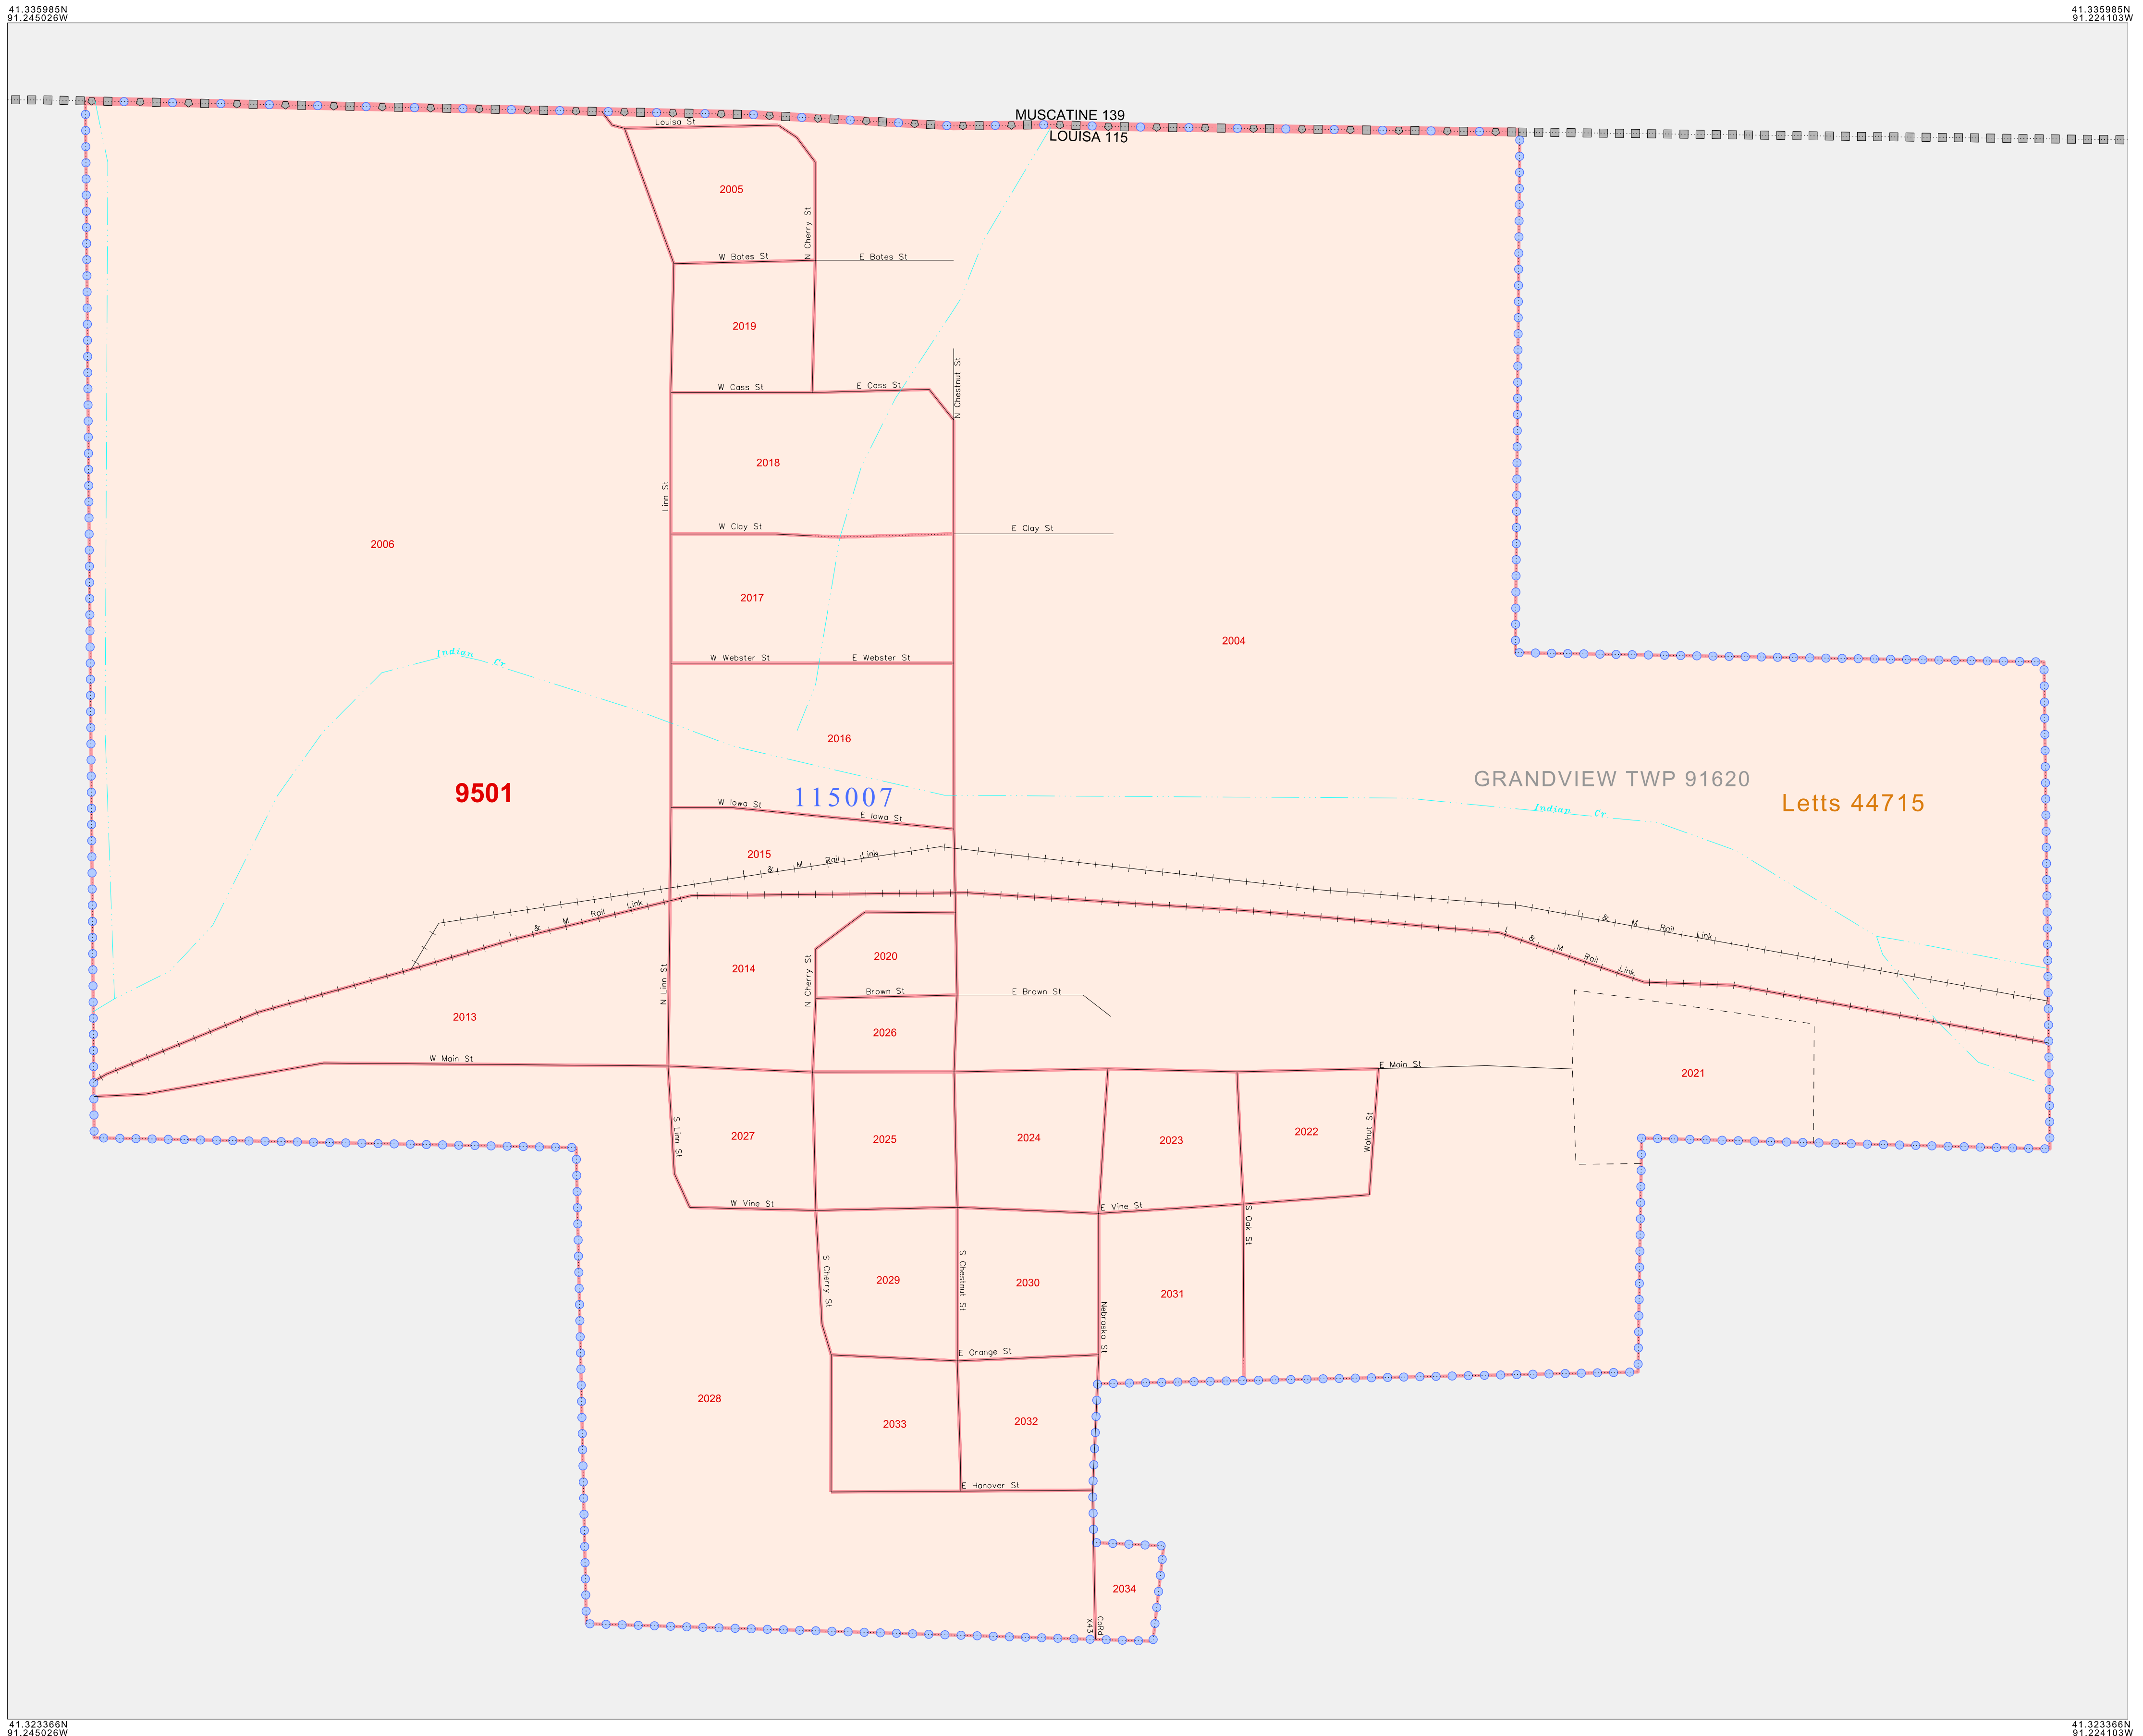 41.335985N
91.245026W
41.335985N
91.224103W
MUSCATINE 139
LOUISA 115
Louisa St
2005
N Cherry St
W Bates St
E Bates St
2019
W Cass St
E Cass St
N Chestnut St
2018
Linn St
W Clay St
E Clay St
2006
2017
2004
W Webster St
E Webster St
Indian Cr
2016
GRANDVIEW TWP 91620
9501
115007
Letts 44715
W Iowa St
E Iowa St
Indian Cr
2015
I & M Rail Link
I & M Rail Link
I & M Rail Link
I & M Rail Link
2014
2020
N Linn St
N Cherry St
Brown St
E Brown St
2013
2026
W Main St
E Main St
2021
S Linn St
2027
2025
2024
2023
2022
Walnut St
W Vine St
E Vine St
S Oak St
S Cherry St
2029
S Chestnut St
2030
2031
Nebraska St
E Orange St
2028
2033
2032
E Hanover St
2034
CoRd
X43
41.323366N
91.245026W
41.323366N
91.224103W